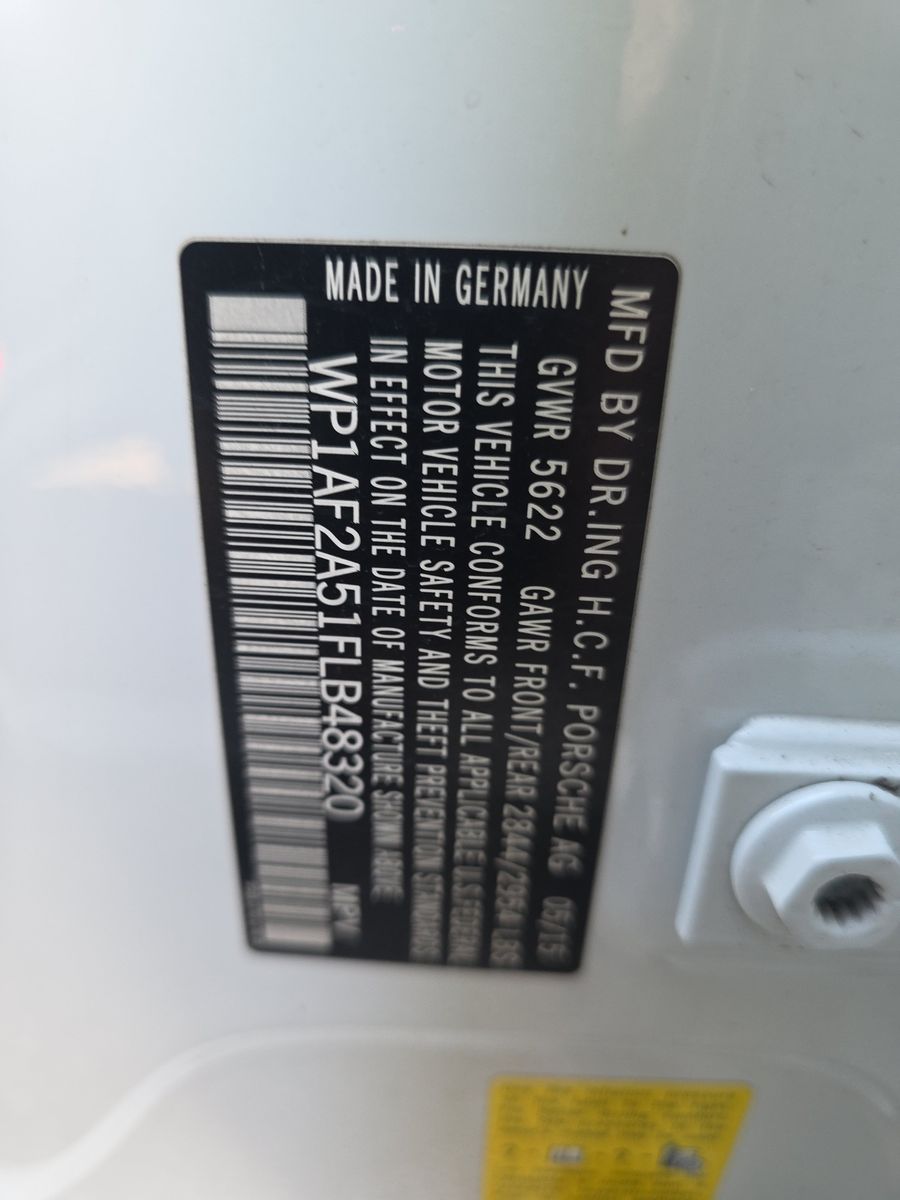 MFD BY DR.ING H.C.F. PORSCHE AG 05/15
GVWR 5622 GAWR FRONT/REAR 2844/2954 LBS
THIS VEHICLE CONFORMS TO ALL APPLICABLE U.S. FEDERAL
MOTOR VEHICLE SAFETY AND THEFT PREVENTION STANDARDS
IN EFFECT ON THE DATE OF MANUFACTURE SHOWN ABOVE
WP1AF2A51FLB48320 MPV
MADE IN GERMANY